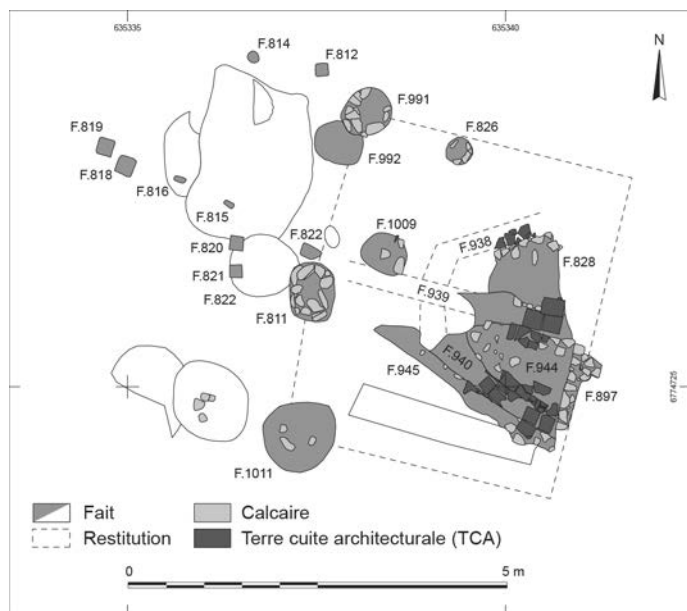 635335
635340
F.814
F.812
N
F.991
F.819
F.826
F.992
F.818
F.816
F.815
F.822
F.1009
F.820
F.938
F.828
F.821
F.822
F.939
F.811
F.945
F.940
F.944
F.897
6774725
F.1011
Fait
Calcaire
Restitution
Terre cuite architecturale (TCA)
0
5 m